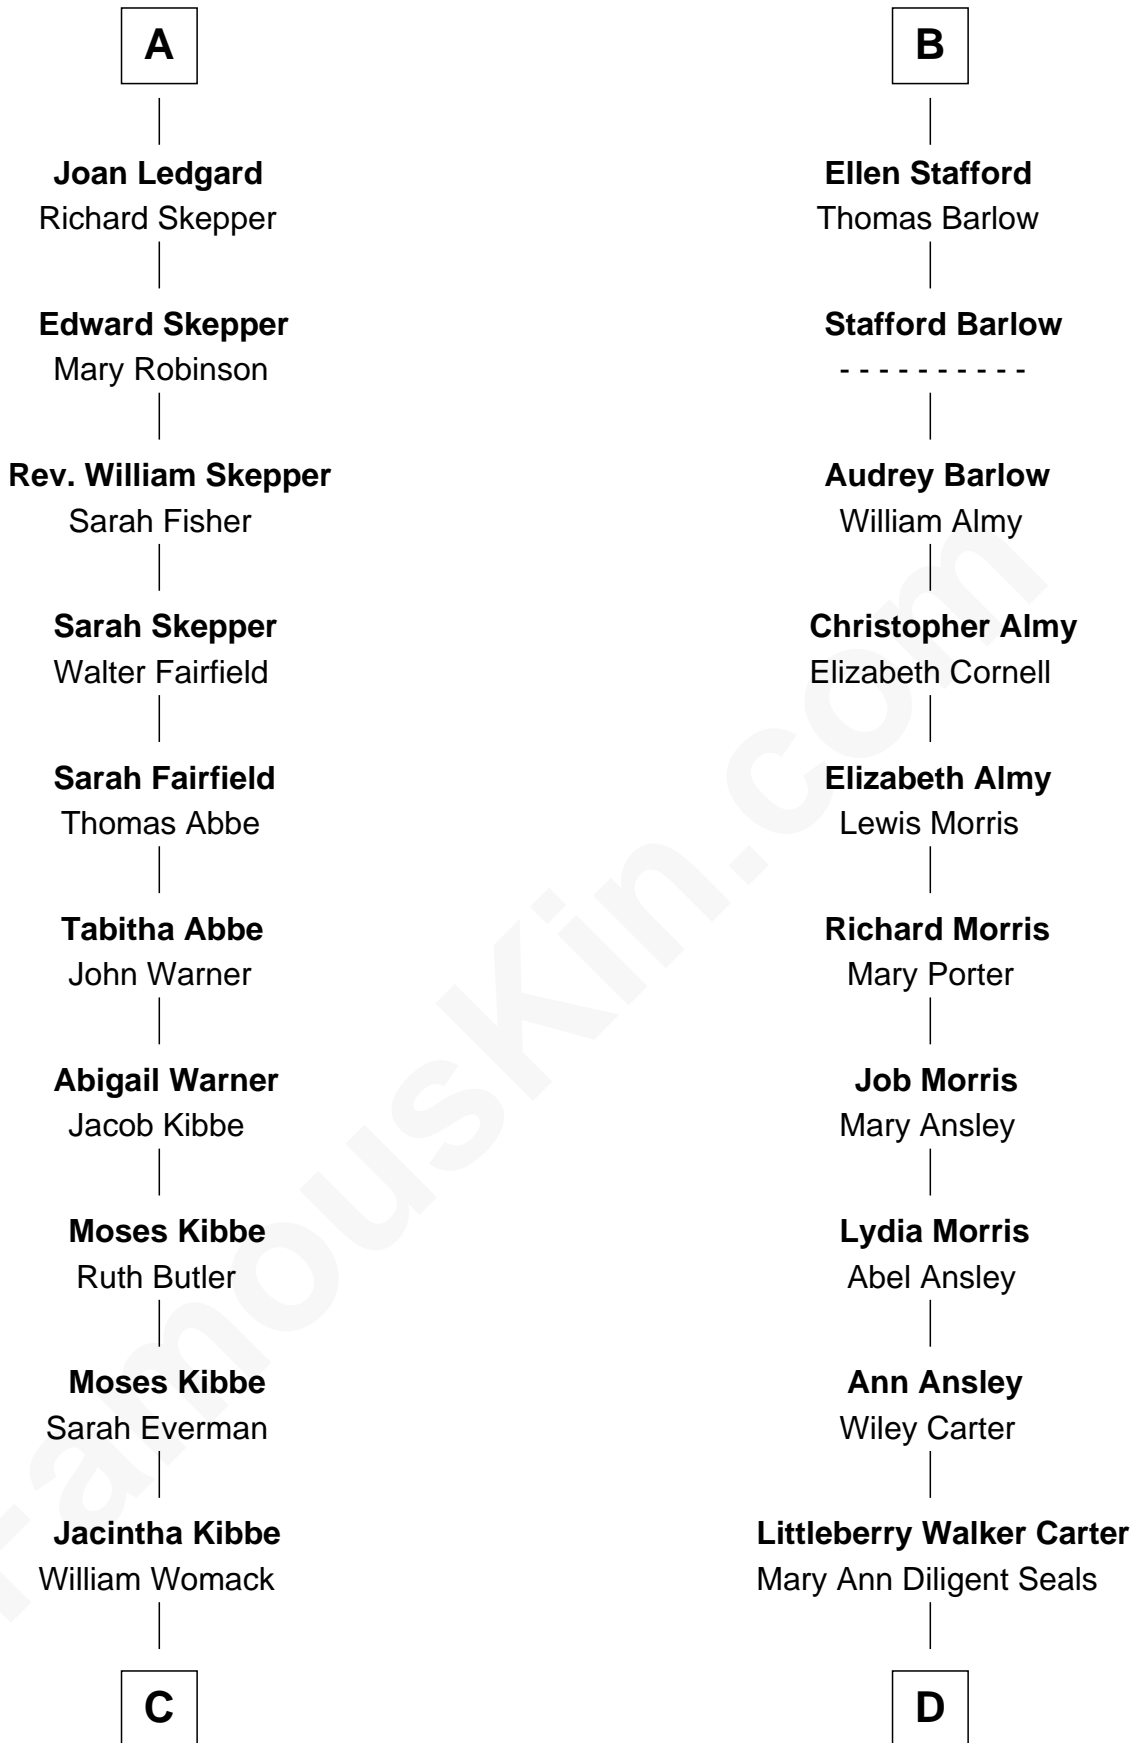 A
Joan Ledgard
Richard Skepper
Edward Skepper
Mary Robinson
Rev. William Skepper
Sarah Fisher
Sarah Skepper
Walter Fairfield
Sarah Fairfield
Thomas Abbe
Tabitha Abbe
John Warner
Abigail Warner
Jacob Kibbe
Moses Kibbe
Ruth Butler
Moses Kibbe
Sarah Everman
Jacintha Kibbe
William Womack
C
B
Ellen Stafford
Thomas Barlow
Stafford Barlow
- - - - - - - - - -
Audrey Barlow
William Almy
Christopher Almy
Elizabeth Cornell
Elizabeth Almy
Lewis Morris
Richard Morris
Mary Porter
Job Morris
Mary Ansley
Lydia Morris
Abel Ansley
Ann Ansley
Wiley Carter
Littleberry Walker Carter
Mary Ann Diligent Seals
D
FamousKin.com